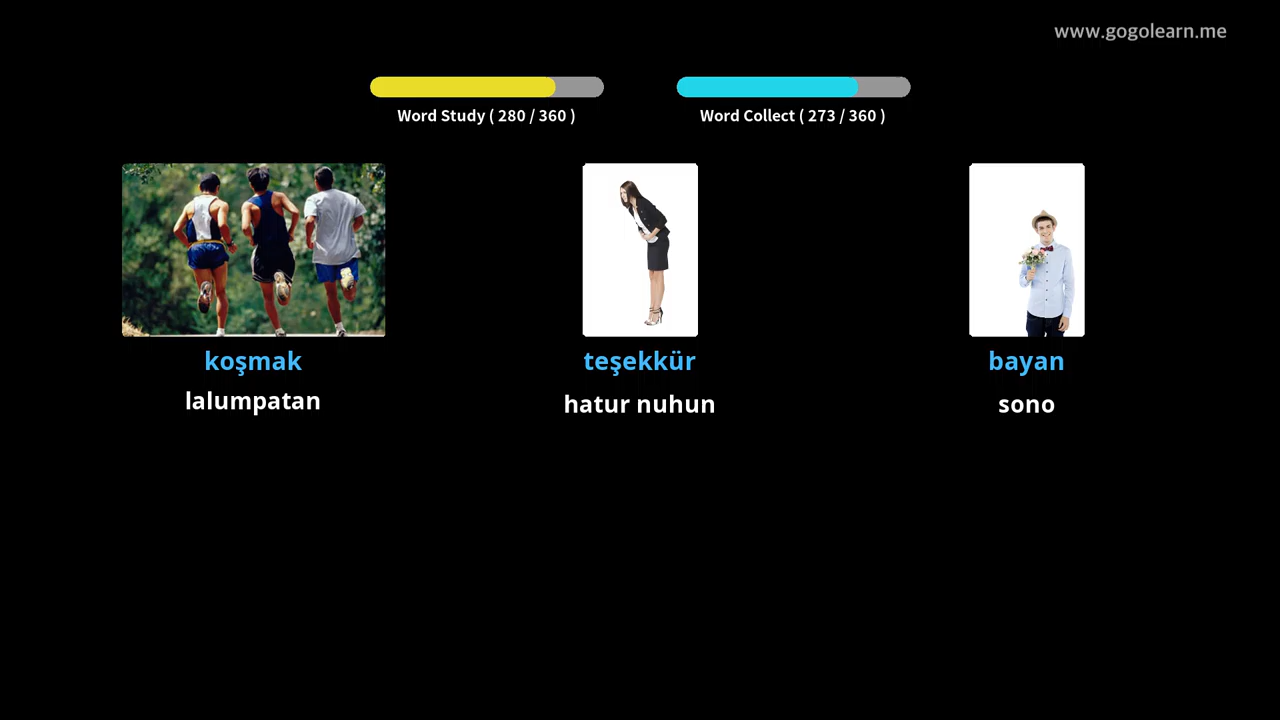 www.gogolearn.me
Word Study ( 280 / 360 )
Word Collect ( 273 / 360 )
koşmak
lalumpatan
teşekkür
hatur nuhun
bayan
sono